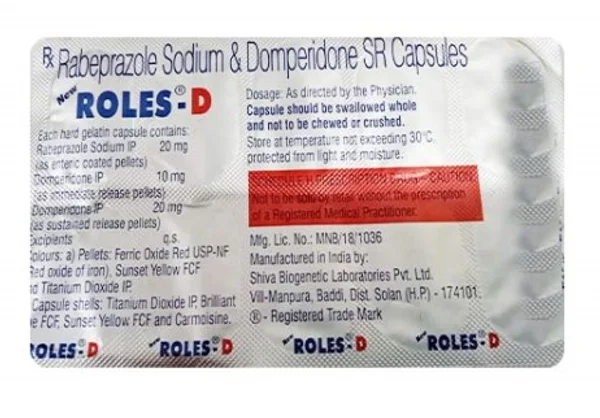 Rx Rabeprazole Sodium & Domperidone SR Capsules
New ROLES®-D
Each hard gelatin capsule contains:
Rabeprazole Sodium IP 20 mg
(as enteric coated pellets)
Domperidone IP 10 mg
(as immediate release pellets)
Domperidone IP 20 mg
(as sustained release pellets)
Excipients q.s.
Colours: a) Pellets: Ferric Oxide Red USP-NF
Red oxide of iron), Sunset Yellow FCF
and Titanium Dioxide IP.
Capsule shells: Titanium Dioxide IP, Brilliant
FCF, Sunset Yellow FCF and Carmoisine.
Dosage: As directed by the Physician.
Capsule should be swallowed whole
and not to be chewed or crushed.
Store at temperature not exceeding 30°C,
protected from light and moisture.
SCHEDULE H PRESCRIPTION DRUG - CAUTION
Not to be sold by retail without the prescription
of a Registered Medical Practitioner.
Mfg. Lic. No.: MNB/18/1036
Manufactured in India by:
Shiva Biogenetic Laboratories Pvt. Ltd.
Vill-Manpura, Baddi, Dist. Solan (H.P.) - 174101.
® - Registered Trade Mark
ROLES®-D
New ROLES®-D
New ROLES®-D
New ROLES®-D